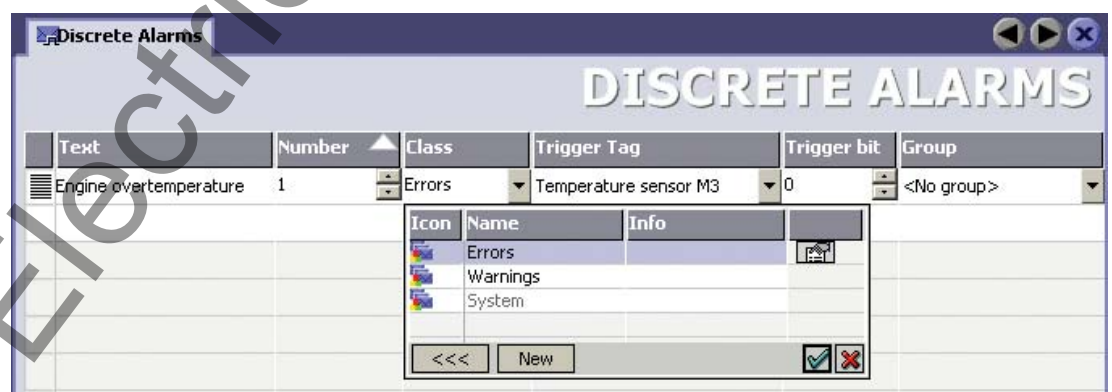 Discrete Alarms
DISCRETE ALARMS
Text Number Class Trigger Tag Trigger bit Group
Engine overtemperature 1 Errors Temperature sensor M3 0 <No group>
Icon Name Info
Errors
Warnings
System
<<< New